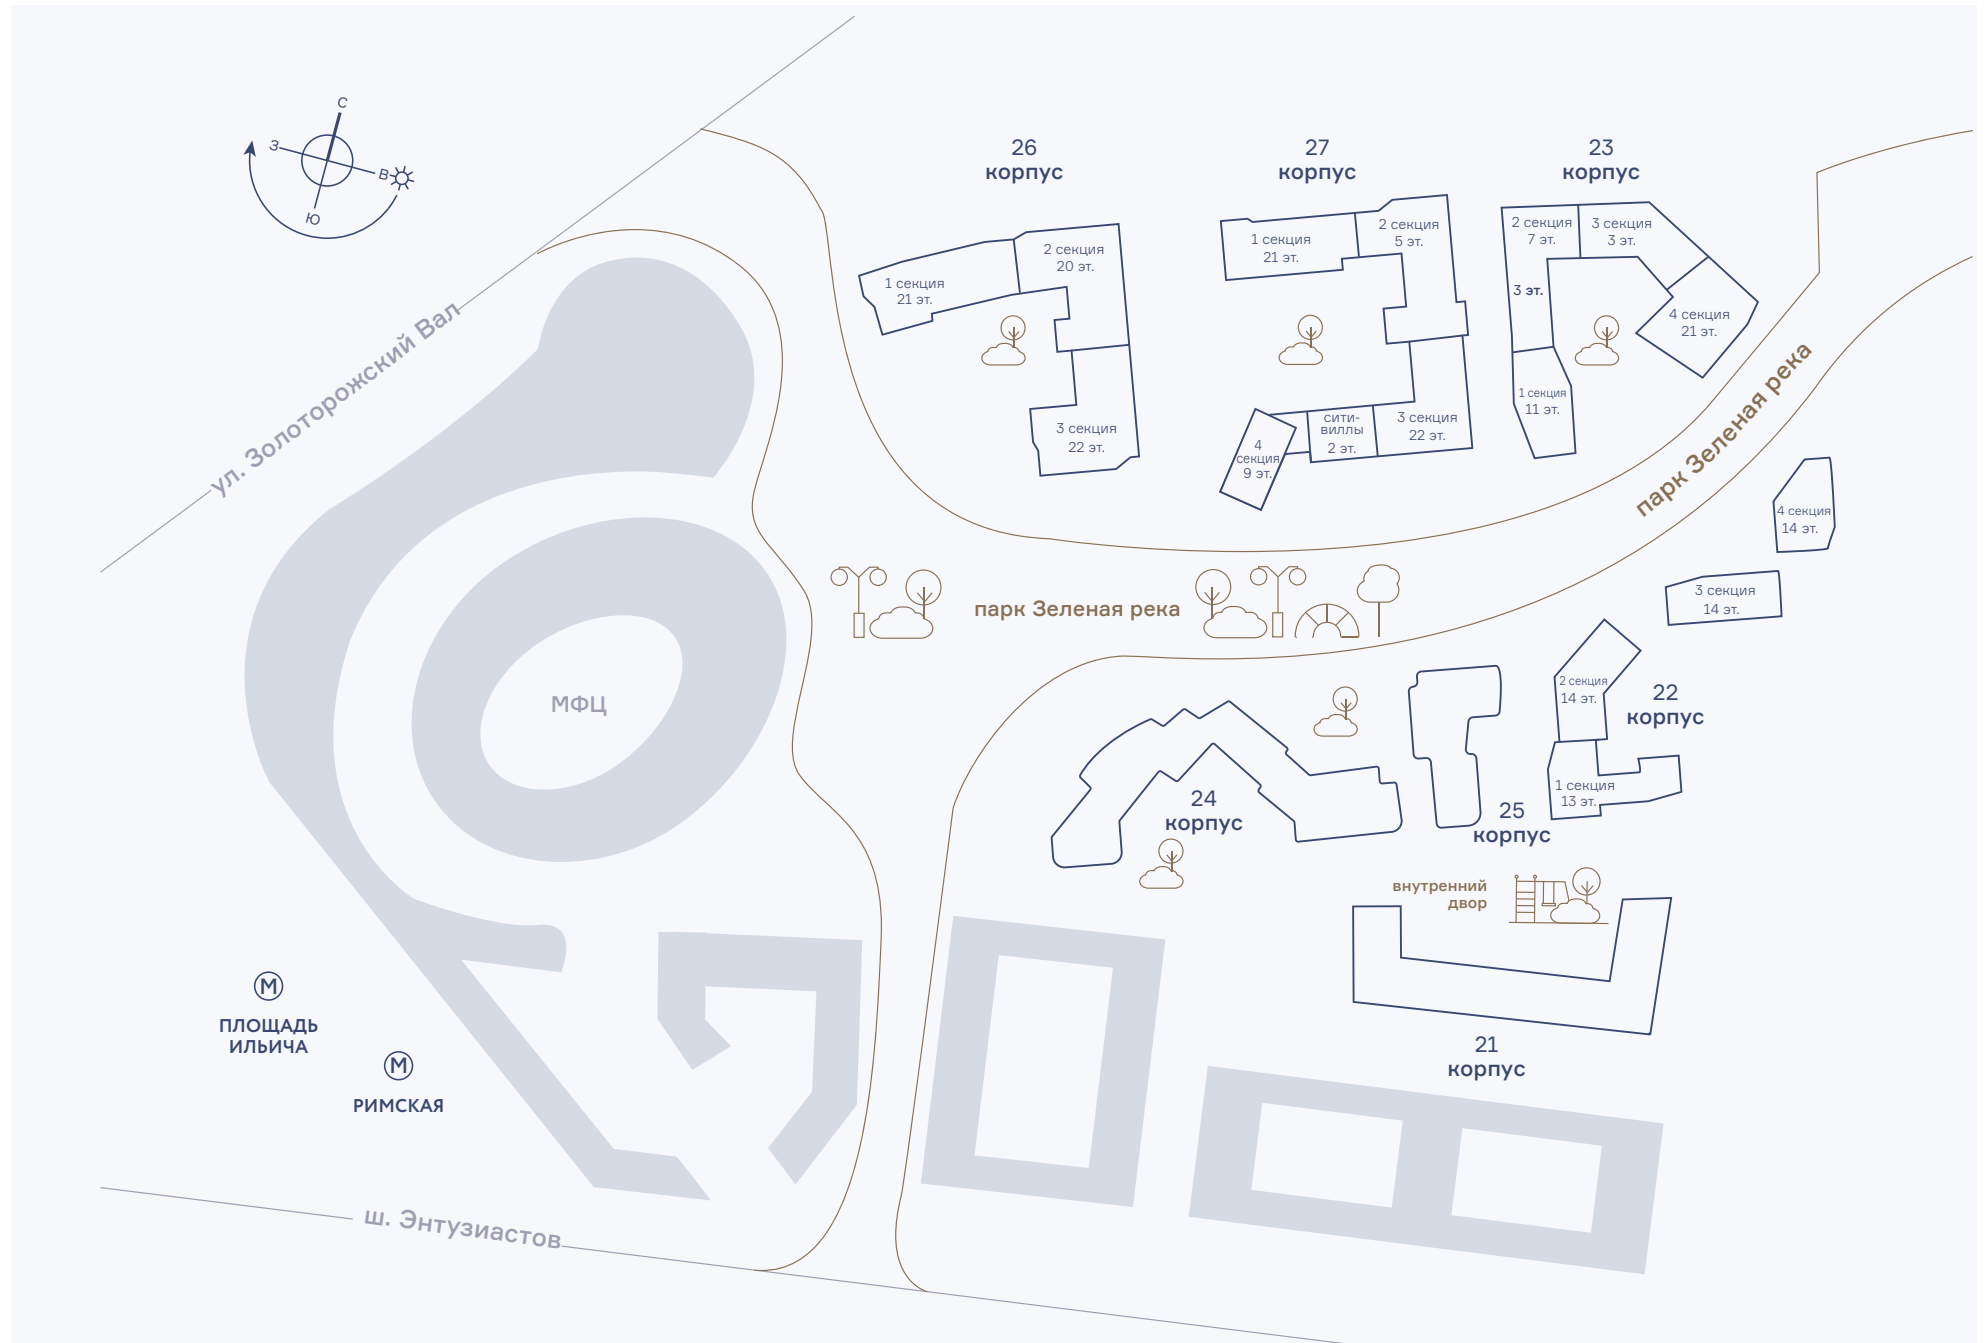 С
З
В
Ю
26
корпус
27
корпус
23
корпус
1 секция
21 эт.
2 секция
20 эт.
3 секция
22 эт.
1 секция
21 эт.
2 секция
5 эт.
4
секция
9 эт.
сити-
виллы
2 эт.
3 секция
22 эт.
2 секция
7 эт.
3 секция
3 эт.
3 эт.
4 секция
21 эт.
1 секция
11 эт.
ул. Золоторожский Вал
парк Зеленая река
4 секция
14 эт.
3 секция
14 эт.
парк Зеленая река
МФЦ
2 секция
14 эт.
22
корпус
1 секция
13 эт.
24
корпус
25
корпус
внутренний
двор
21
корпус
М
ПЛОЩАДЬ
ИЛЬИЧА
М
РИМСКАЯ
ш. Энтузиастов